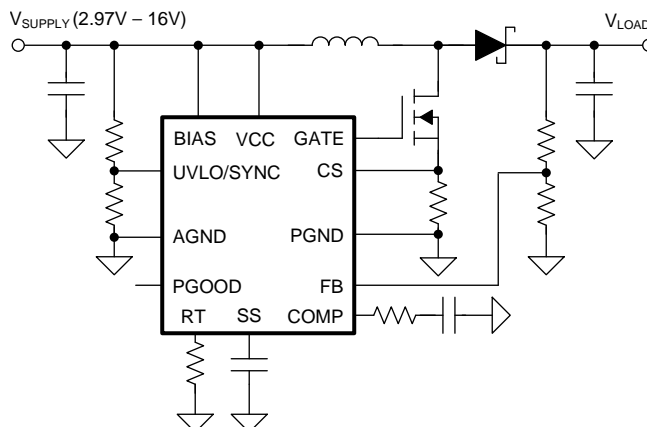 VSUPPLY (2.97V – 16V)
VLOAD
BIAS VCC GATE
UVLO/SYNC CS
AGND PGND
PGOOD FB
RT SS COMP